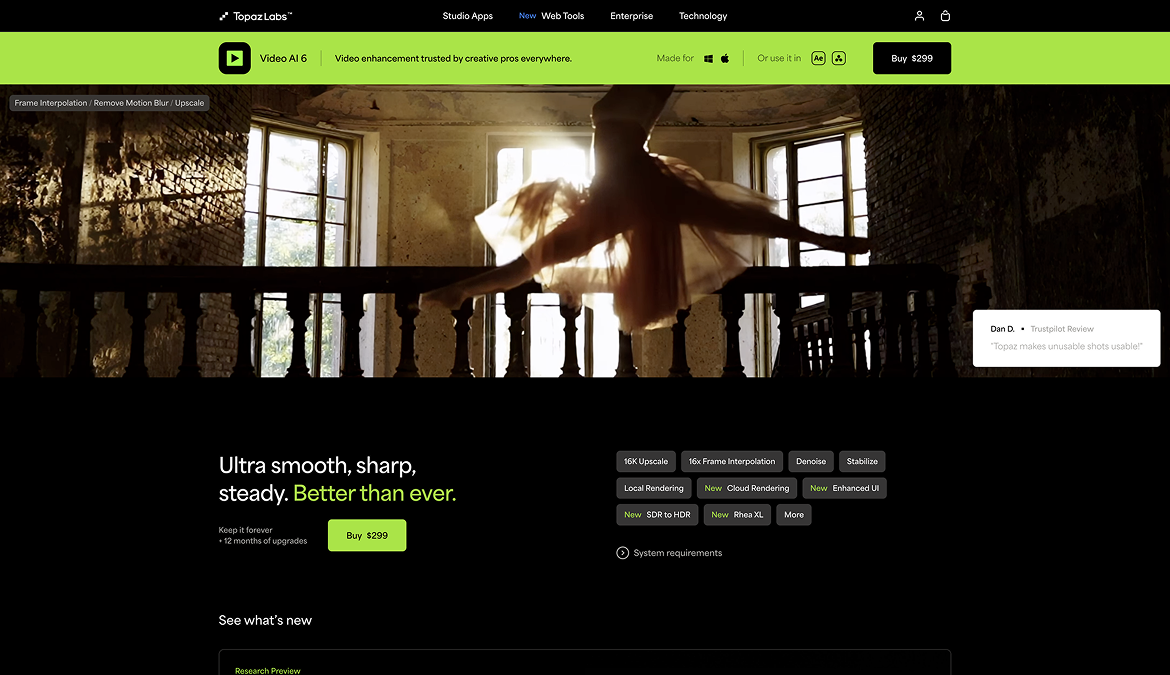 Topaz Labs™
Studio Apps
New Web Tools
Enterprise
Technology
Video AI 6
Video enhancement trusted by creative pros everywhere.
Made for
Or use it in
Ae
Buy $299
Frame Interpolation / Remove Motion Blur / Upscale
Dan D. • Trustpilot Review
"Topaz makes unusable shots usable!"
Ultra smooth, sharp,
steady. Better than ever.
Keep it forever
+ 12 months of upgrades
Buy $299
16K Upscale
16x Frame Interpolation
Denoise
Stabilize
Local Rendering
New Cloud Rendering
New Enhanced UI
New SDR to HDR
New Rhea XL
More
System requirements
See what's new
Research Preview